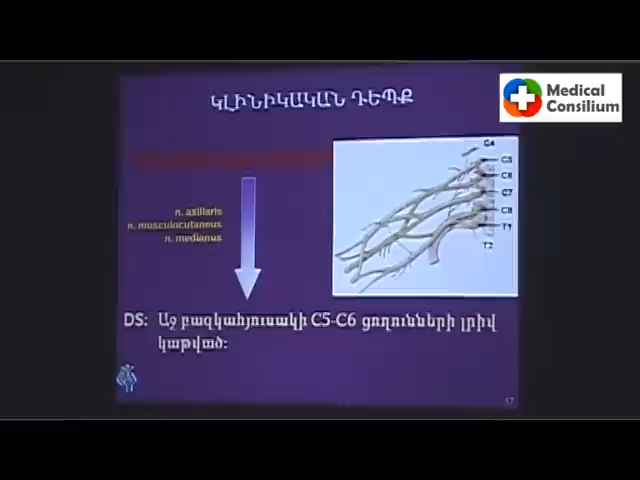 Medical
Consilium
ԿԼԻՆԻԿԱԿԱՆ ԴԵՊՔ
C4
C5
C6
C7
C8
T1
T2
n. axillaris
n. musculocutaneus
n. medianus
DS: Աջ բազկահյուսակի C5-C6 ցողունների լրիվ
կաթված:
17